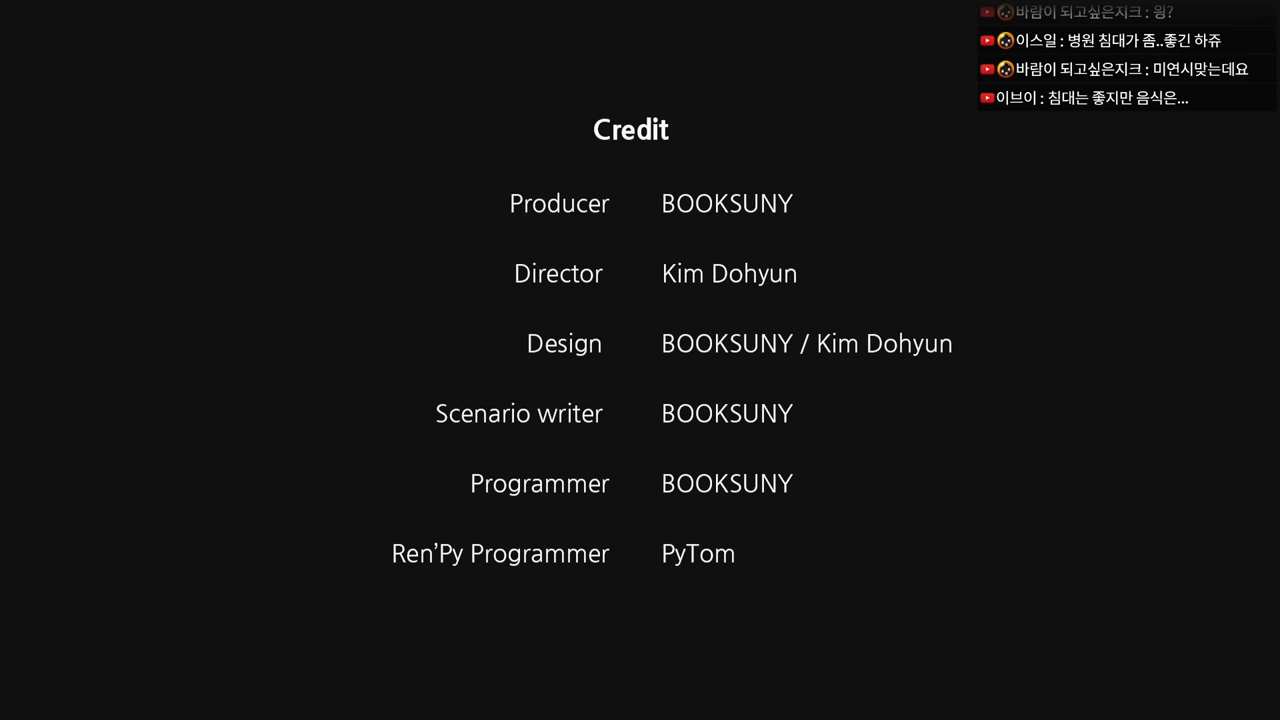 바람이 되고싶은지크 : 윙?
이스일 : 병원 침대가 좀..좋긴 하쥬
바람이 되고싶은지크 : 미연시맞는데요
이브이 : 침대는 좋지만 음식은...
Credit
Producer BOOKSUNY
Director Kim Dohyun
Design BOOKSUNY / Kim Dohyun
Scenario writer BOOKSUNY
Programmer BOOKSUNY
Ren’Py Programmer PyTom